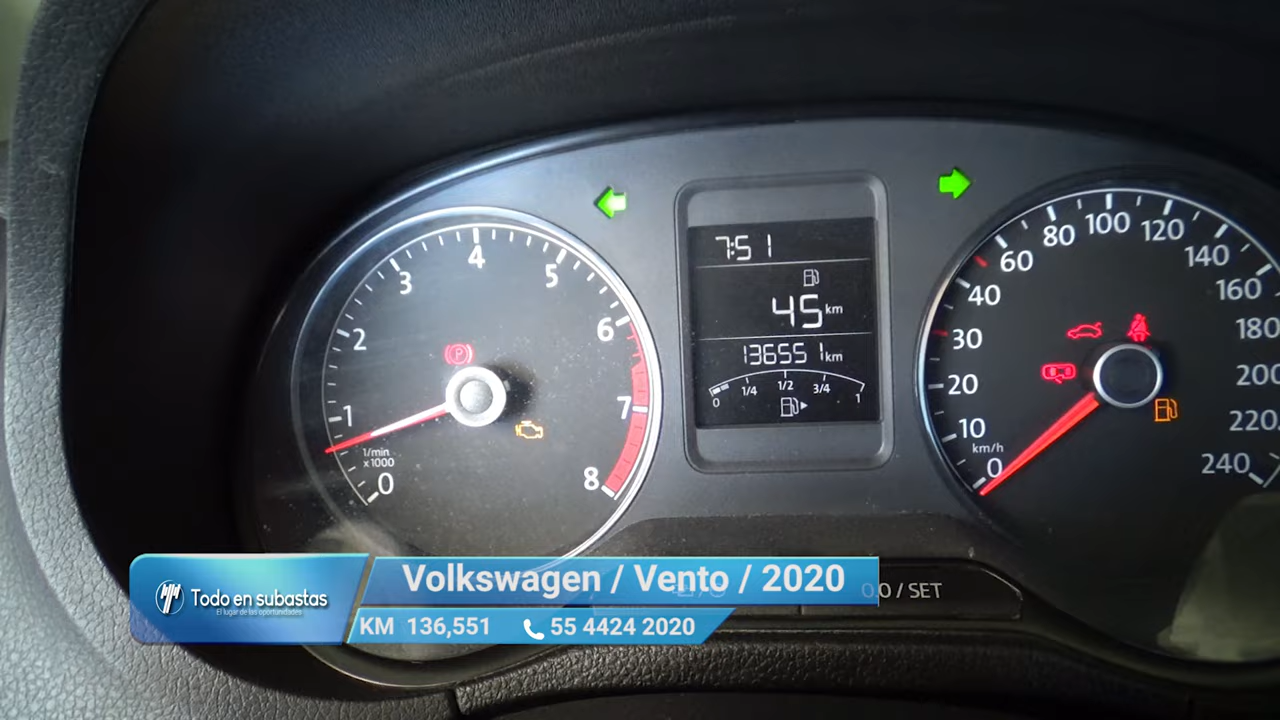 7:51
45 km
136551 km
0 1/4 1/2 3/4 1
0 1 2 3 4 5 6 7 8
1/min
x1000
P
0 10 20 30 40 60 80 100 120 140 160 180 200 220 240
km/h
0.0 / SET
Todo en subastas
El lugar de las oportunidades
Volkswagen / Vento / 2020
KM 136,551 55 4424 2020